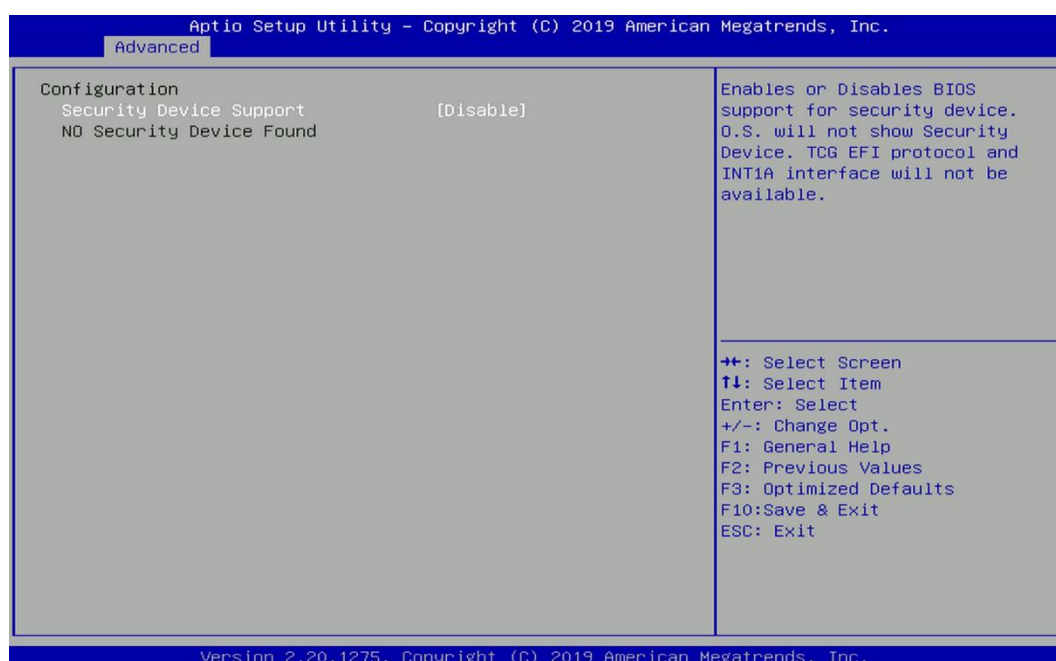 Aptio Setup Utility – Copyright (C) 2019 American Megatrends, Inc.
Advanced
Configuration
Security Device Support [Disable]
NO Security Device Found
Enables or Disables BIOS
support for security device.
O.S. will not show Security
Device. TCG EFI protocol and
INT1A interface will not be
available.
→←: Select Screen
↑↓: Select Item
Enter: Select
+/-: Change Opt.
F1: General Help
F2: Previous Values
F3: Optimized Defaults
F10:Save & Exit
ESC: Exit
Version 2.20.1275. Copyright (C) 2019 American Megatrends, Inc.